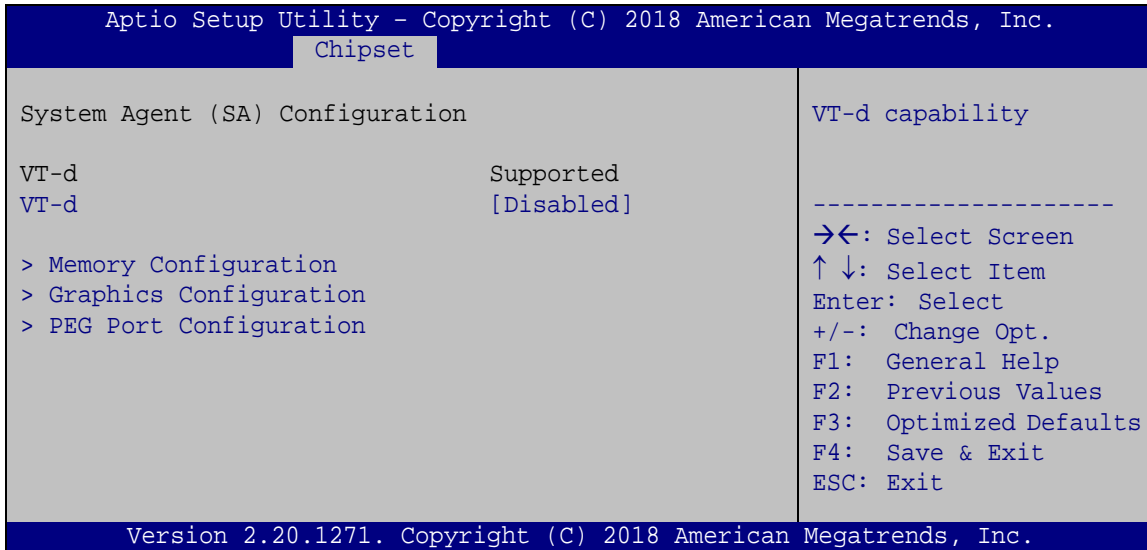 Aptio Setup Utility – Copyright (C) 2018 American Megatrends, Inc.
Chipset
System Agent (SA) Configuration
VT-d Supported
VT-d [Disabled]
> Memory Configuration
> Graphics Configuration
> PEG Port Configuration
VT-d capability
---------------------
→←: Select Screen
↑ ↓: Select Item
Enter: Select
+/-: Change Opt.
F1: General Help
F2: Previous Values
F3: Optimized Defaults
F4: Save & Exit
ESC: Exit
Version 2.20.1271. Copyright (C) 2018 American Megatrends, Inc.